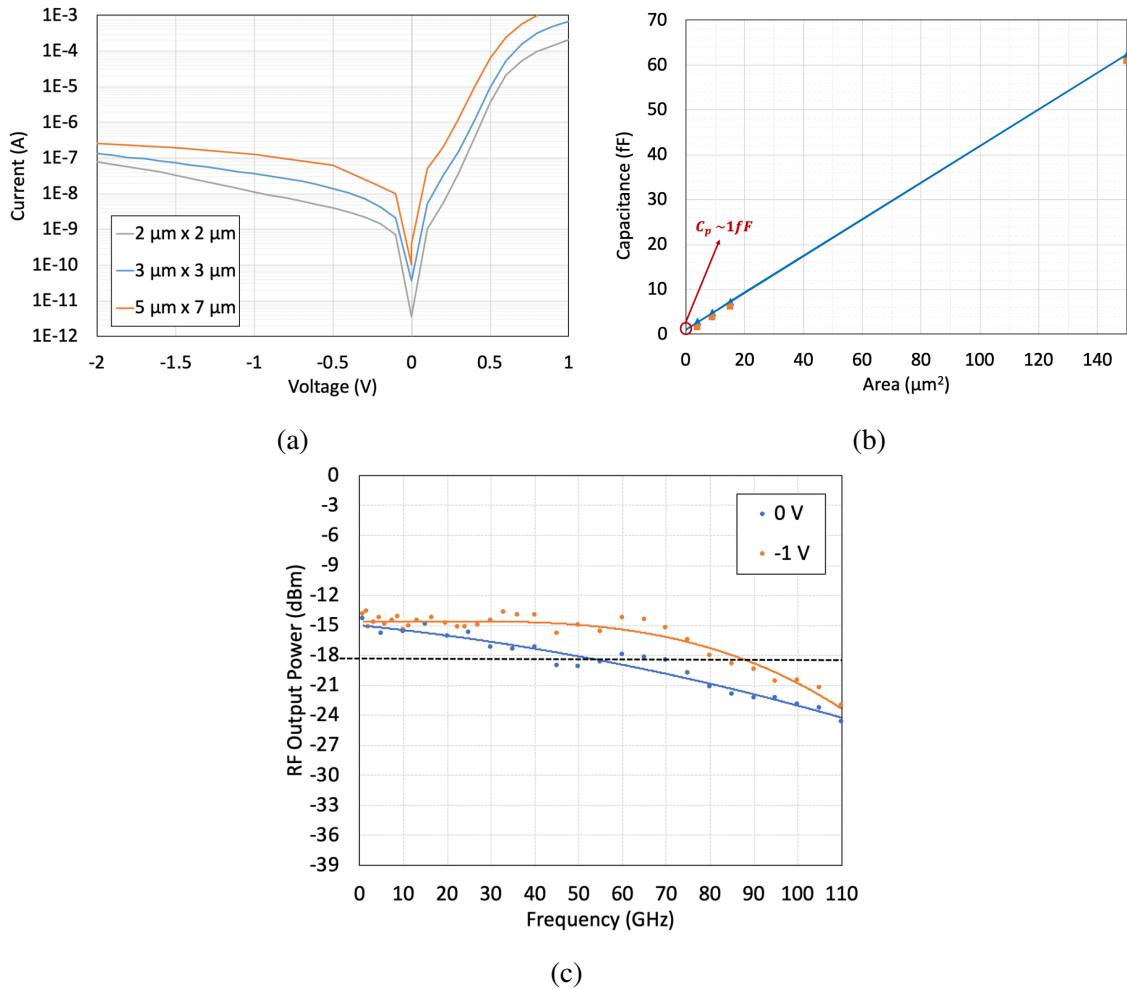 1E-3
1E-4
1E-5
1E-6
1E-7
1E-8
1E-9
1E-10
1E-11
1E-12
Current (A)
2 µm x 2 µm
3 µm x 3 µm
5 µm x 7 µm
-2 -1.5 -1 -0.5 0 0.5 1
Voltage (V)
(a)
70
60
50
40
30
20
10
0
Capacitance (fF)
C_p ~1fF
0 20 40 60 80 100 120 140
Area (µm²)
(b)
0
-3
-6
-9
-12
-15
-18
-21
-24
-27
-30
-33
-36
-39
RF Output Power (dBm)
0 V
-1 V
0 10 20 30 40 50 60 70 80 90 100 110
Frequency (GHz)
(c)